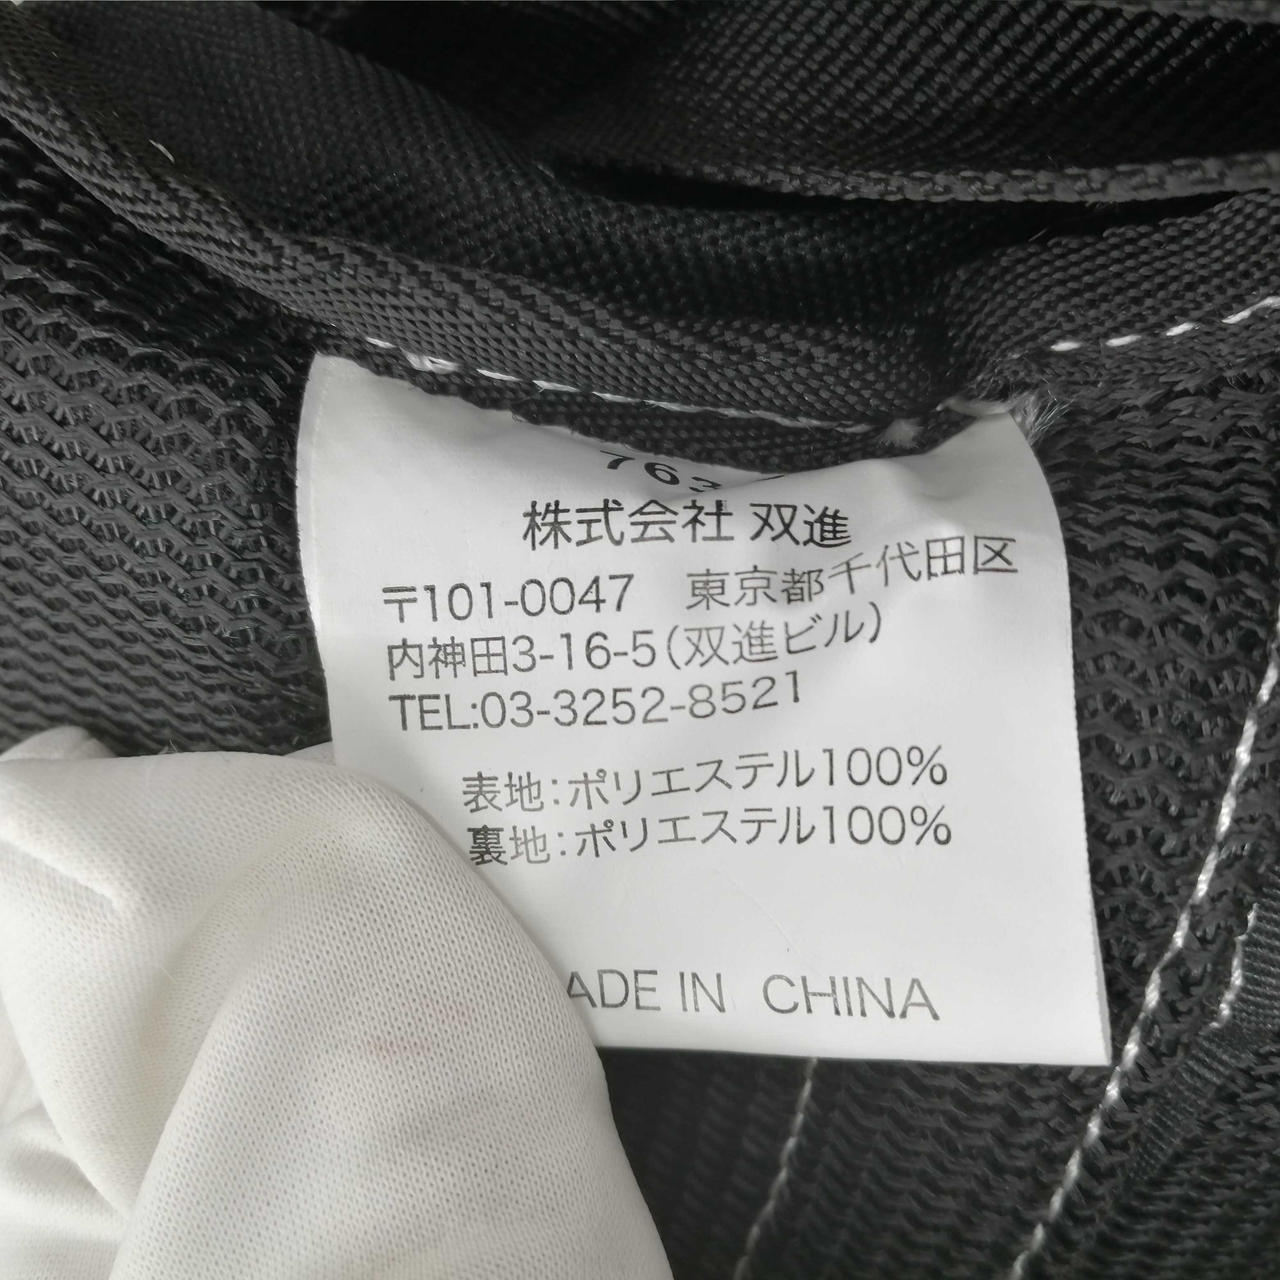 株式会社 双進
〒101-0047 東京都千代田区
内神田3-16-5(双進ビル)
TEL:03-3252-8521
表地:ポリエステル100%
裏地:ポリエステル100%
MADE IN CHINA